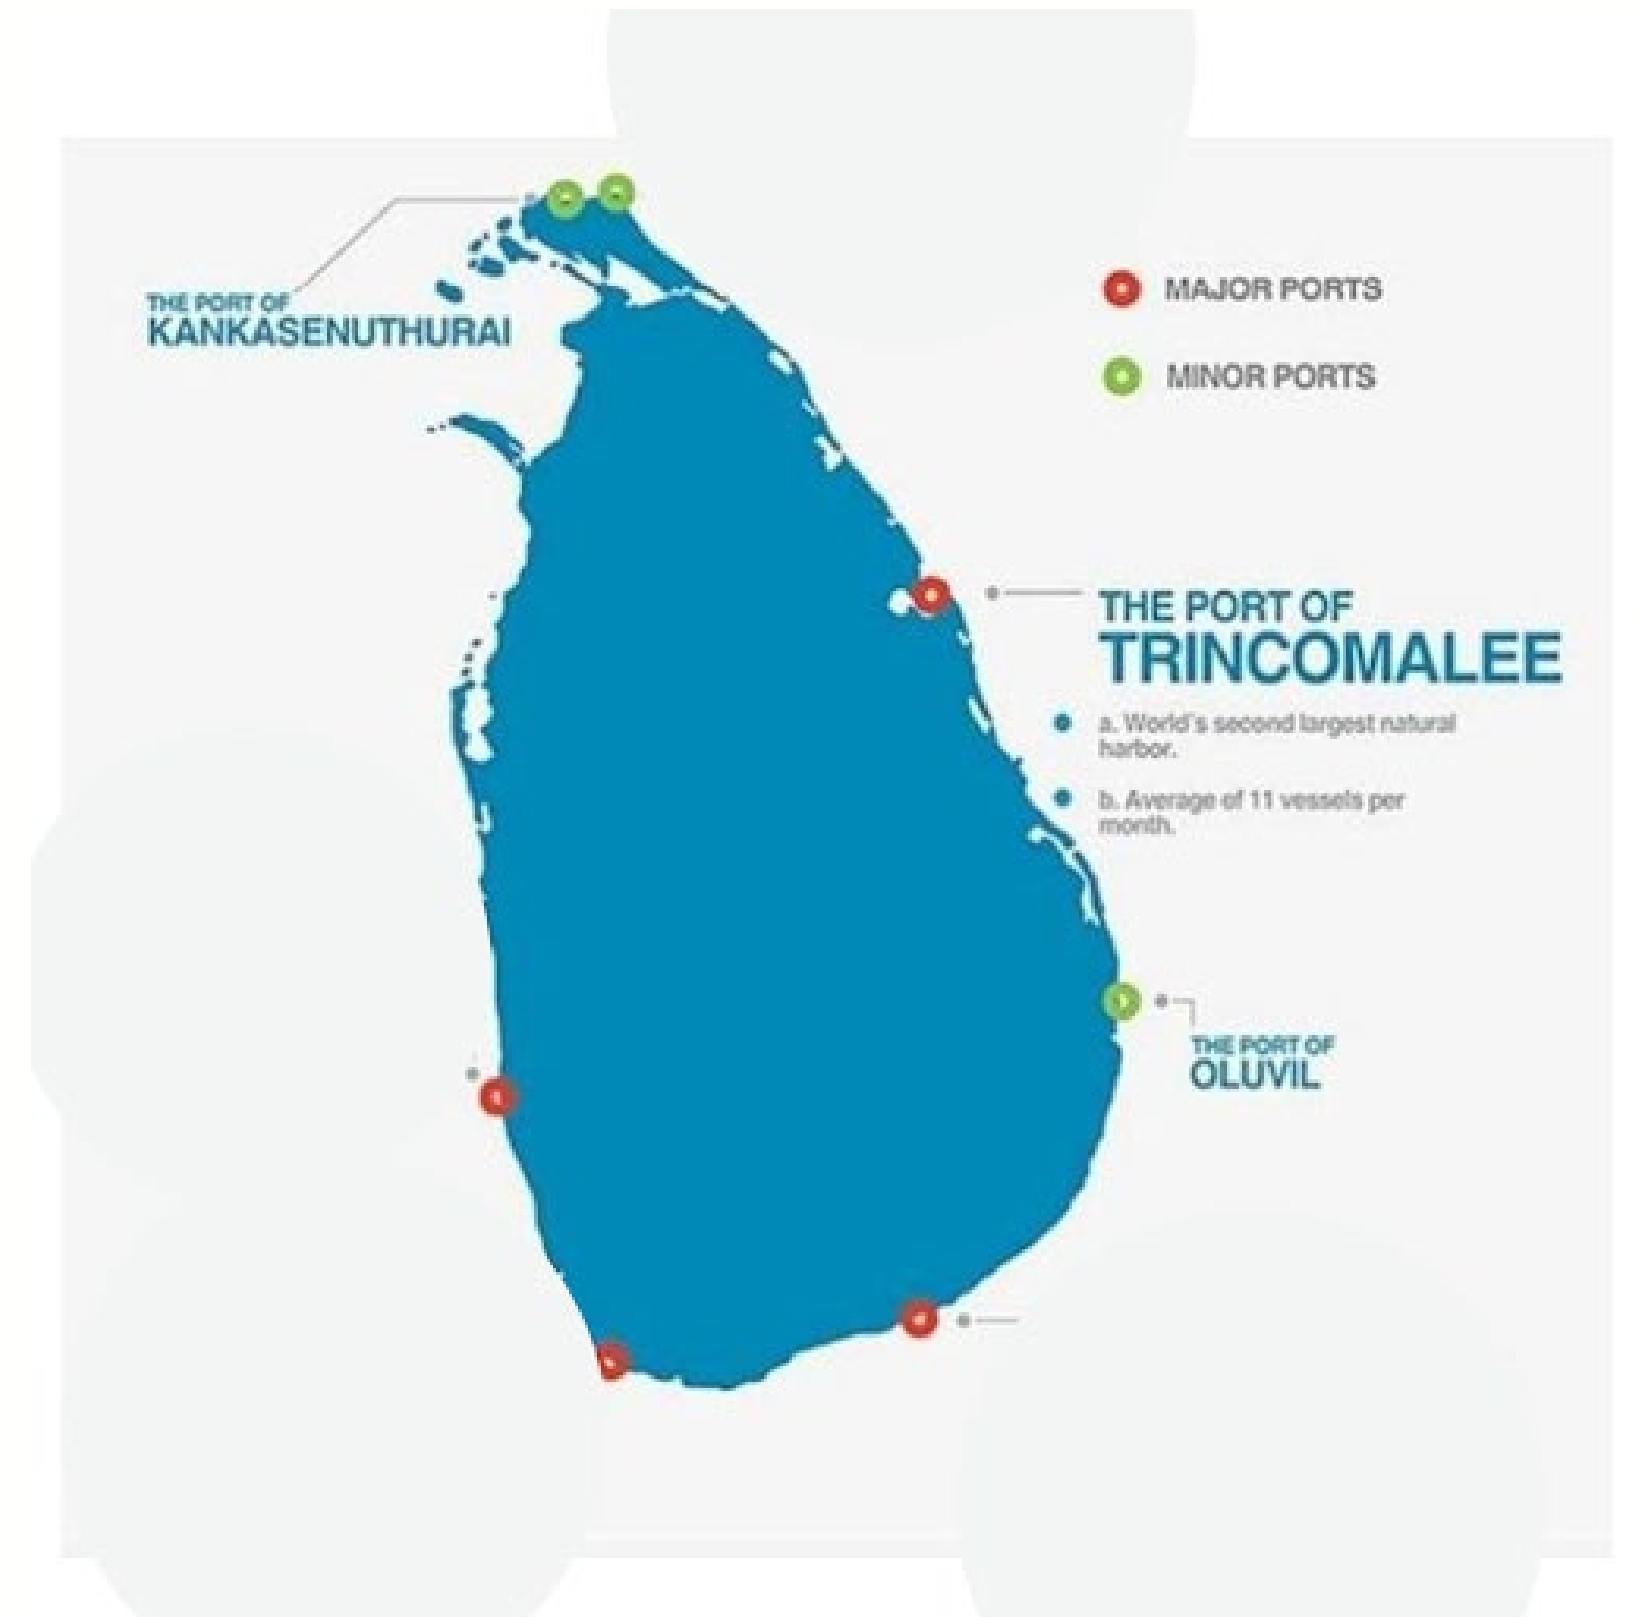 THE PORT OF
KANKASENUTHURAI
MAJOR PORTS
MINOR PORTS
THE PORT OF
TRINCOMALEE
a. World's second largest natural
harbor.
b. Average of 11 vessels per
month.
THE PORT OF
OLUVIL